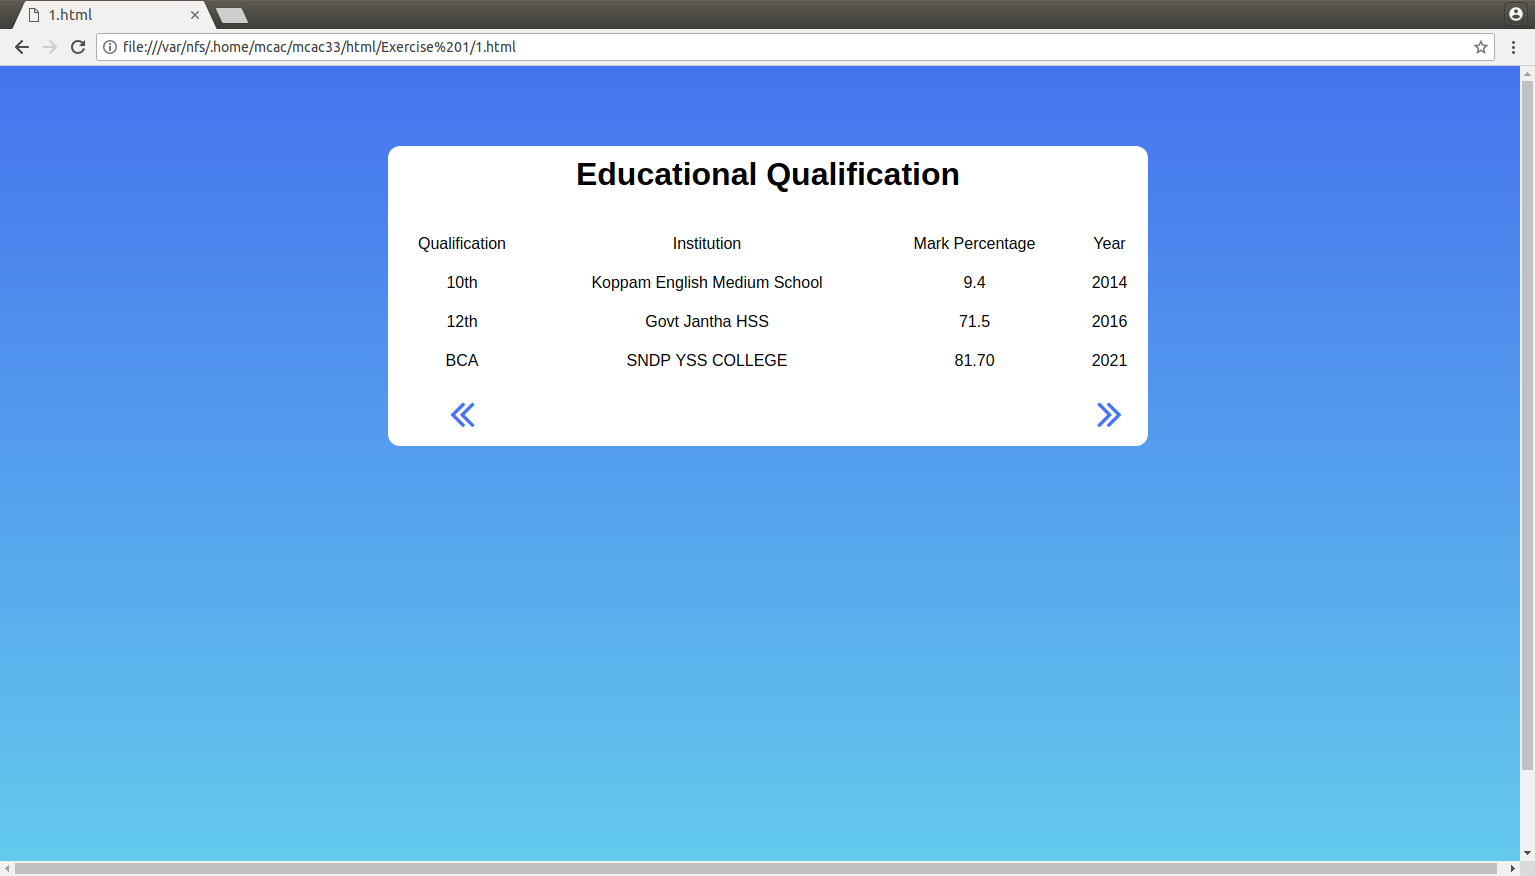 1.html
file:///var/nfs/.home/mcac/mcac33/html/Exercise%201/1.html
Educational Qualification
Qualification Institution Mark Percentage Year
10th Koppam English Medium School 9.4 2014
12th Govt Jantha HSS 71.5 2016
BCA SNDP YSS COLLEGE 81.70 2021